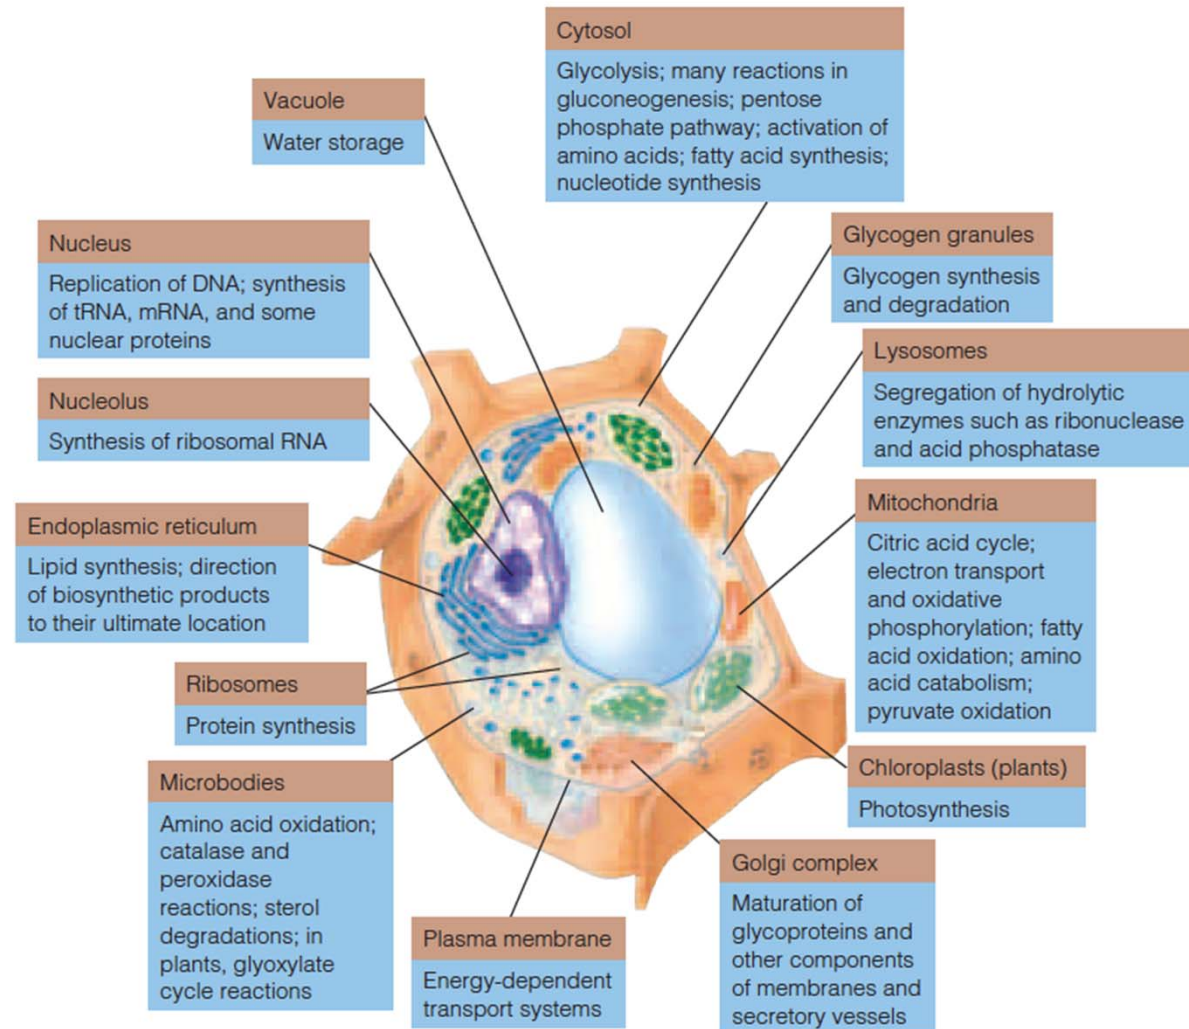 Cytosol
Glycolysis; many reactions in
gluconeogenesis; pentose
phosphate pathway; activation of
amino acids; fatty acid synthesis;
nucleotide synthesis
Vacuole
Water storage
Nucleus
Replication of DNA; synthesis
of tRNA, mRNA, and some
nuclear proteins
Glycogen granules
Glycogen synthesis
and degradation
Lysosomes
Segregation of hydrolytic
enzymes such as ribonuclease
and acid phosphatase
Nucleolus
Synthesis of ribosomal RNA
Mitochondria
Citric acid cycle;
electron transport
and oxidative
phosphorylation; fatty
acid oxidation; amino
acid catabolism;
pyruvate oxidation
Endoplasmic reticulum
Lipid synthesis; direction
of biosynthetic products
to their ultimate location
Ribosomes
Protein synthesis
Chloroplasts (plants)
Photosynthesis
Microbodies
Amino acid oxidation;
catalase and
peroxidase
reactions; sterol
degradations; in
plants, glyoxylate
cycle reactions
Golgi complex
Maturation of
glycoproteins and
other components
of membranes and
secretory vessels
Plasma membrane
Energy-dependent
transport systems